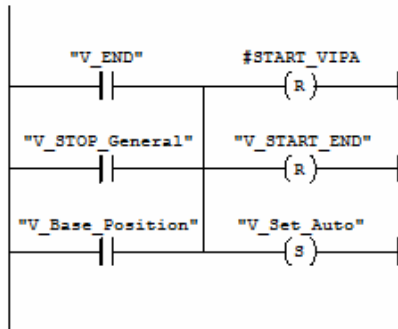 "V_END" #START_VIPA
R
"V_STOP_General" "V_START_END"
R
"V_Base_Position" "V_Set_Auto"
S